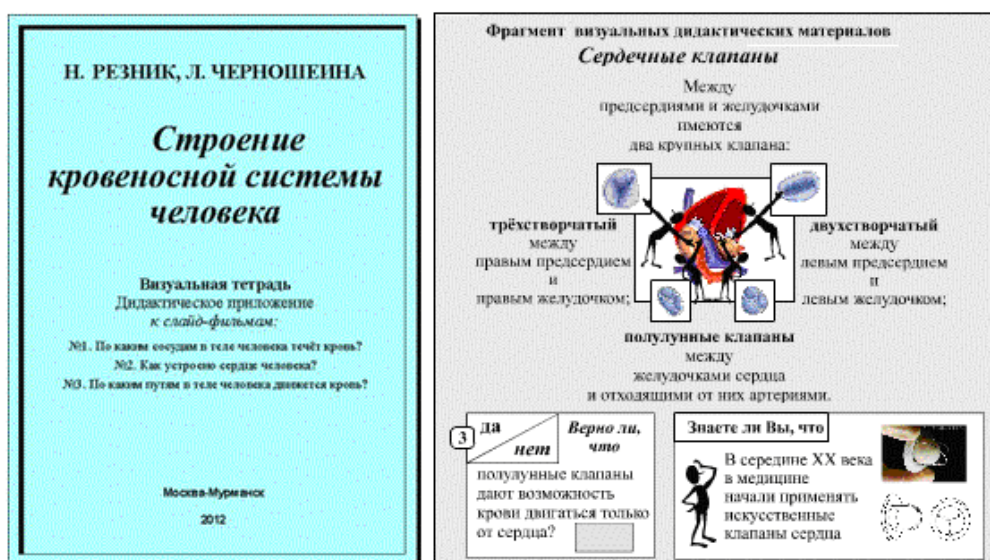 Н. РЕЗНИК, Л. ЧЕРНОШЕИНА
Строение
кровеносной системы
человека
Визуальная тетрадь
Дидактическое приложение
к слайд-фильмам:
№1. По каким сосудам в теле человека течёт кровь?
№2. Как устроено сердце человека?
№3. По каким путям в теле человека движется кровь?
Москва-Мурманск
2012
Фрагмент визуальных дидактических материалов
Сердечные клапаны
Между
предсердиями и желудочками
имеются
два крупных клапана:
трёхстворчатый
между
правым предсердием
и
правым желудочком;
двухстворчатый
между
левым предсердием
и
левым желудочком;
полулунные клапаны
между
желудочками сердца
и отходящими от них артериями.
3
да
нет
Верно ли,
что
полулунные клапаны
дают возможность
крови двигаться только
от сердца?
Знаете ли Вы, что
В середине XX века
в медицине
начали применять
искусственные
клапаны сердца